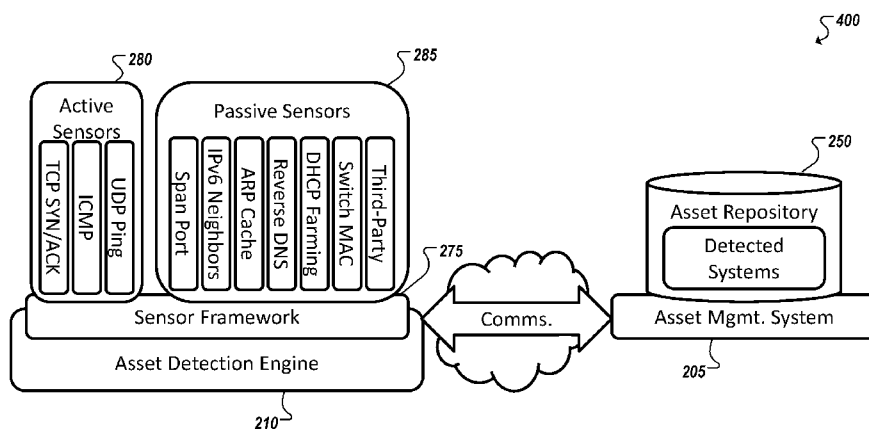 400
280
285
Active
Sensors
TCP SYN/ACK
ICMP
UDP Ping
Passive Sensors
Span Port
IPv6 Neighbors
ARP Cache
Reverse DNS
DHCP Farming
Switch MAC
Third-Party
275
Sensor Framework
Asset Detection Engine
210
Comms.
250
Asset Repository
Detected
Systems
Asset Mgmt. System
205